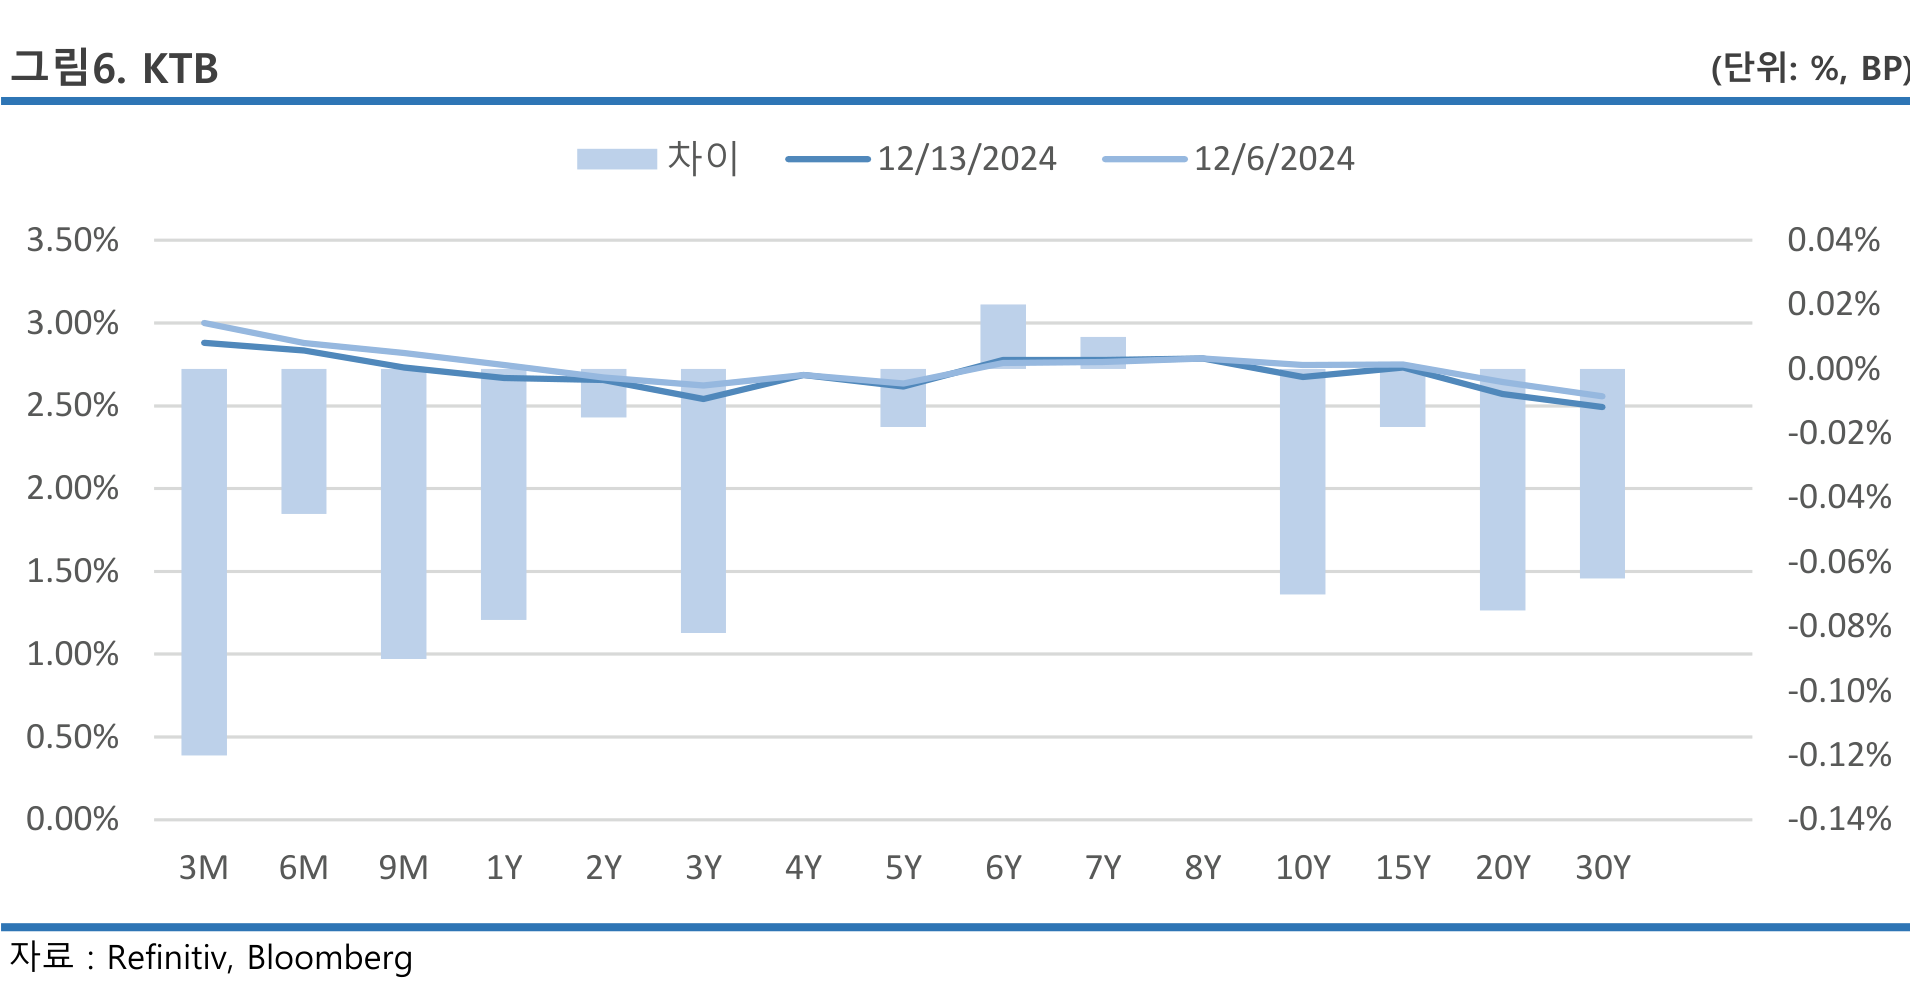 그림6. KTB
(단위: %, BP)
차이 12/13/2024 12/6/2024
3.50% 0.04%
3.00% 0.02%
2.50% 0.00%
2.00% -0.02%
1.50% -0.04%
1.00% -0.06%
0.50% -0.08%
0.00% -0.10%
-0.12%
-0.14%
3M 6M 9M 1Y 2Y 3Y 4Y 5Y 6Y 7Y 8Y 10Y 15Y 20Y 30Y
자료 : Refinitiv, Bloomberg